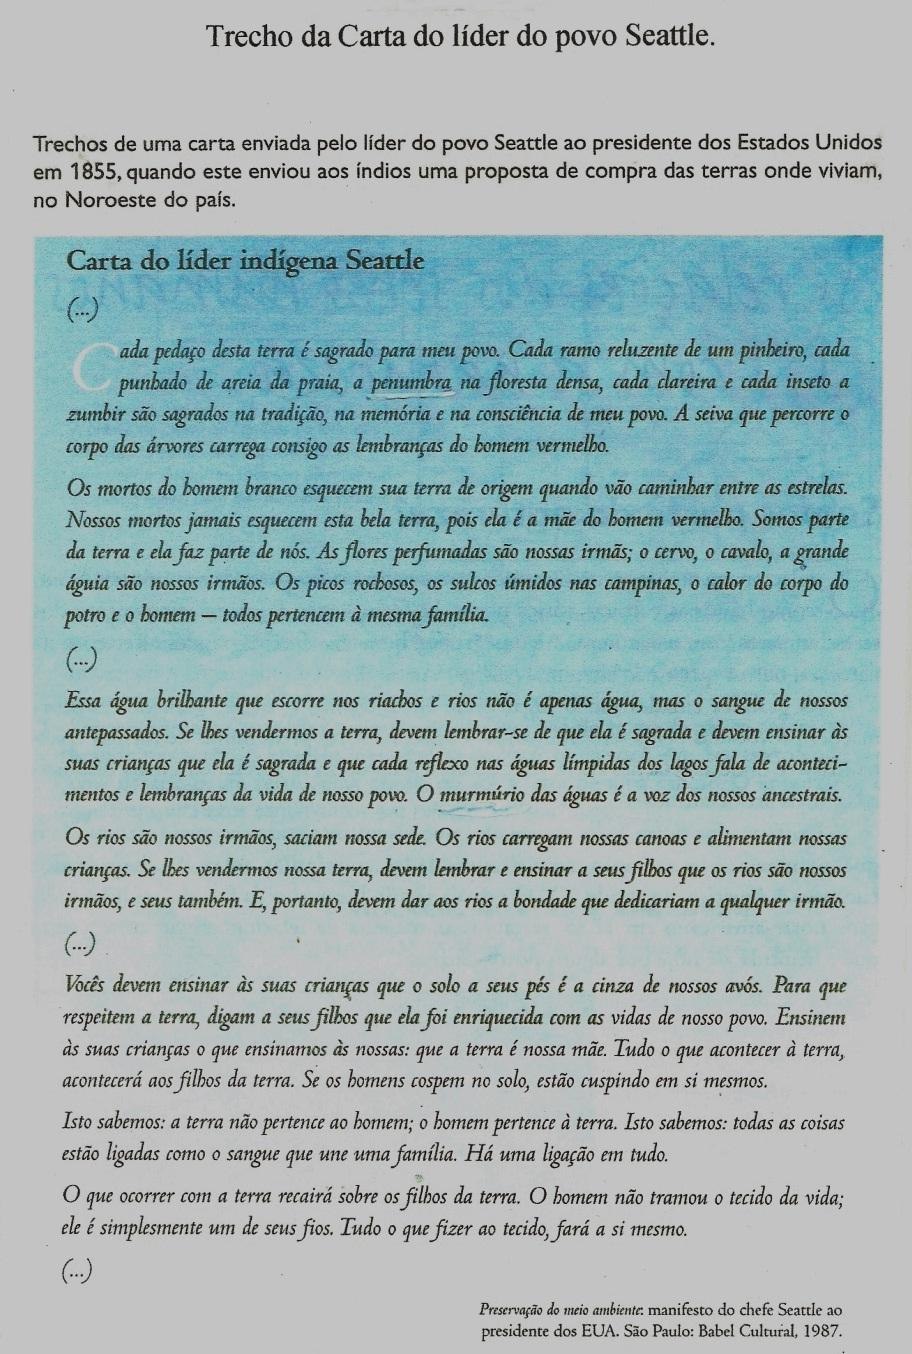 Trecho da Carta do líder do povo Seattle.
Trechos de uma carta enviada pelo líder do povo Seattle ao presidente dos Estados Unidos
em 1855, quando este enviou aos índios uma proposta de compra das terras onde viviam,
no Noroeste do país.
Carta do líder indígena Seattle
(...)
Cada pedaço desta terra é sagrado para meu povo. Cada ramo reluzente de um pinheiro, cada
punhado de areia da praia, a penumbra na floresta densa, cada clareira e cada inseto a
zumbir são sagrados na tradição, na memória e na consciência de meu povo. A seiva que percorre o
corpo das árvores carrega consigo as lembranças do homem vermelho.
Os mortos do homem branco esquecem sua terra de origem quando vão caminhar entre as estrelas.
Nossos mortos jamais esquecem esta bela terra, pois ela é a mãe do homem vermelho. Somos parte
da terra e ela faz parte de nós. As flores perfumadas são nossas irmãs; o cervo, o cavalo, a grande
águia são nossos irmãos. Os picos rochosos, os sulcos úmidos nas campinas, o calor do corpo do
potro e o homem — todos pertencem à mesma família.
(...)
Essa água brilhante que escorre nos riachos e rios não é apenas água, mas o sangue de nossos
antepassados. Se lhes vendermos a terra, devem lembrar-se de que ela é sagrada e devem ensinar às
suas crianças que ela é sagrada e que cada reflexo nas águas límpidas dos lagos fala de aconteci-
mentos e lembranças da vida de nosso povo. O murmúrio das águas é a voz dos nossos ancestrais.
Os rios são nossos irmãos, saciam nossa sede. Os rios carregam nossas canoas e alimentam nossas
crianças. Se lhes vendermos nossa terra, devem lembrar e ensinar a seus filhos que os rios são nossos
irmãos, e seus também. E, portanto, devem dar aos rios a bondade que dedicariam a qualquer irmão.
(...)
Vocês devem ensinar às suas crianças que o solo a seus pés é a cinza de nossos avós. Para que
respeitem a terra, digam a seus filhos que ela foi enriquecida com as vidas de nosso povo. Ensinem
às suas crianças o que ensinamos às nossas: que a terra é nossa mãe. Tudo o que acontecer à terra,
acontecerá aos filhos da terra. Se os homens cospem no solo, estão cuspindo em si mesmos.
Isto sabemos: a terra não pertence ao homem; o homem pertence à terra. Isto sabemos: todas as coisas
estão ligadas como o sangue que une uma família. Há uma ligação em tudo.
O que ocorrer com a terra recairá sobre os filhos da terra. O homem não tramou o tecido da vida;
ele é simplesmente um de seus fios. Tudo o que fizer ao tecido, fará a si mesmo.
(...)
Preservação do meio ambiente: manifesto do chefe Seattle ao
presidente dos EUA. São Paulo: Babel Cultural, 1987.